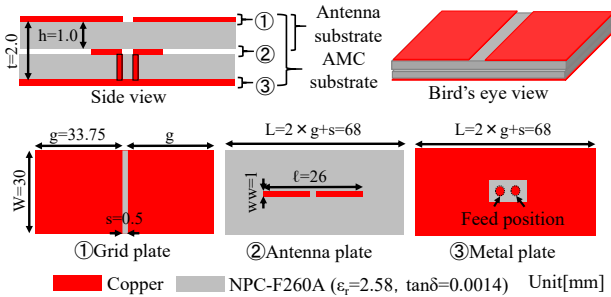 t=2.0
h=1.0
①
②
③
Antenna
substrate
AMC
substrate
Side view
Bird's eye view
g=33.75
g
W=30
s=0.5
①Grid plate
L=2×g+s=68
ww=1
ℓ=26
②Antenna plate
L=2×g+s=68
Feed position
③Metal plate
Copper
NPC-F260A (εr=2.58, tanδ=0.0014)
Unit[mm]